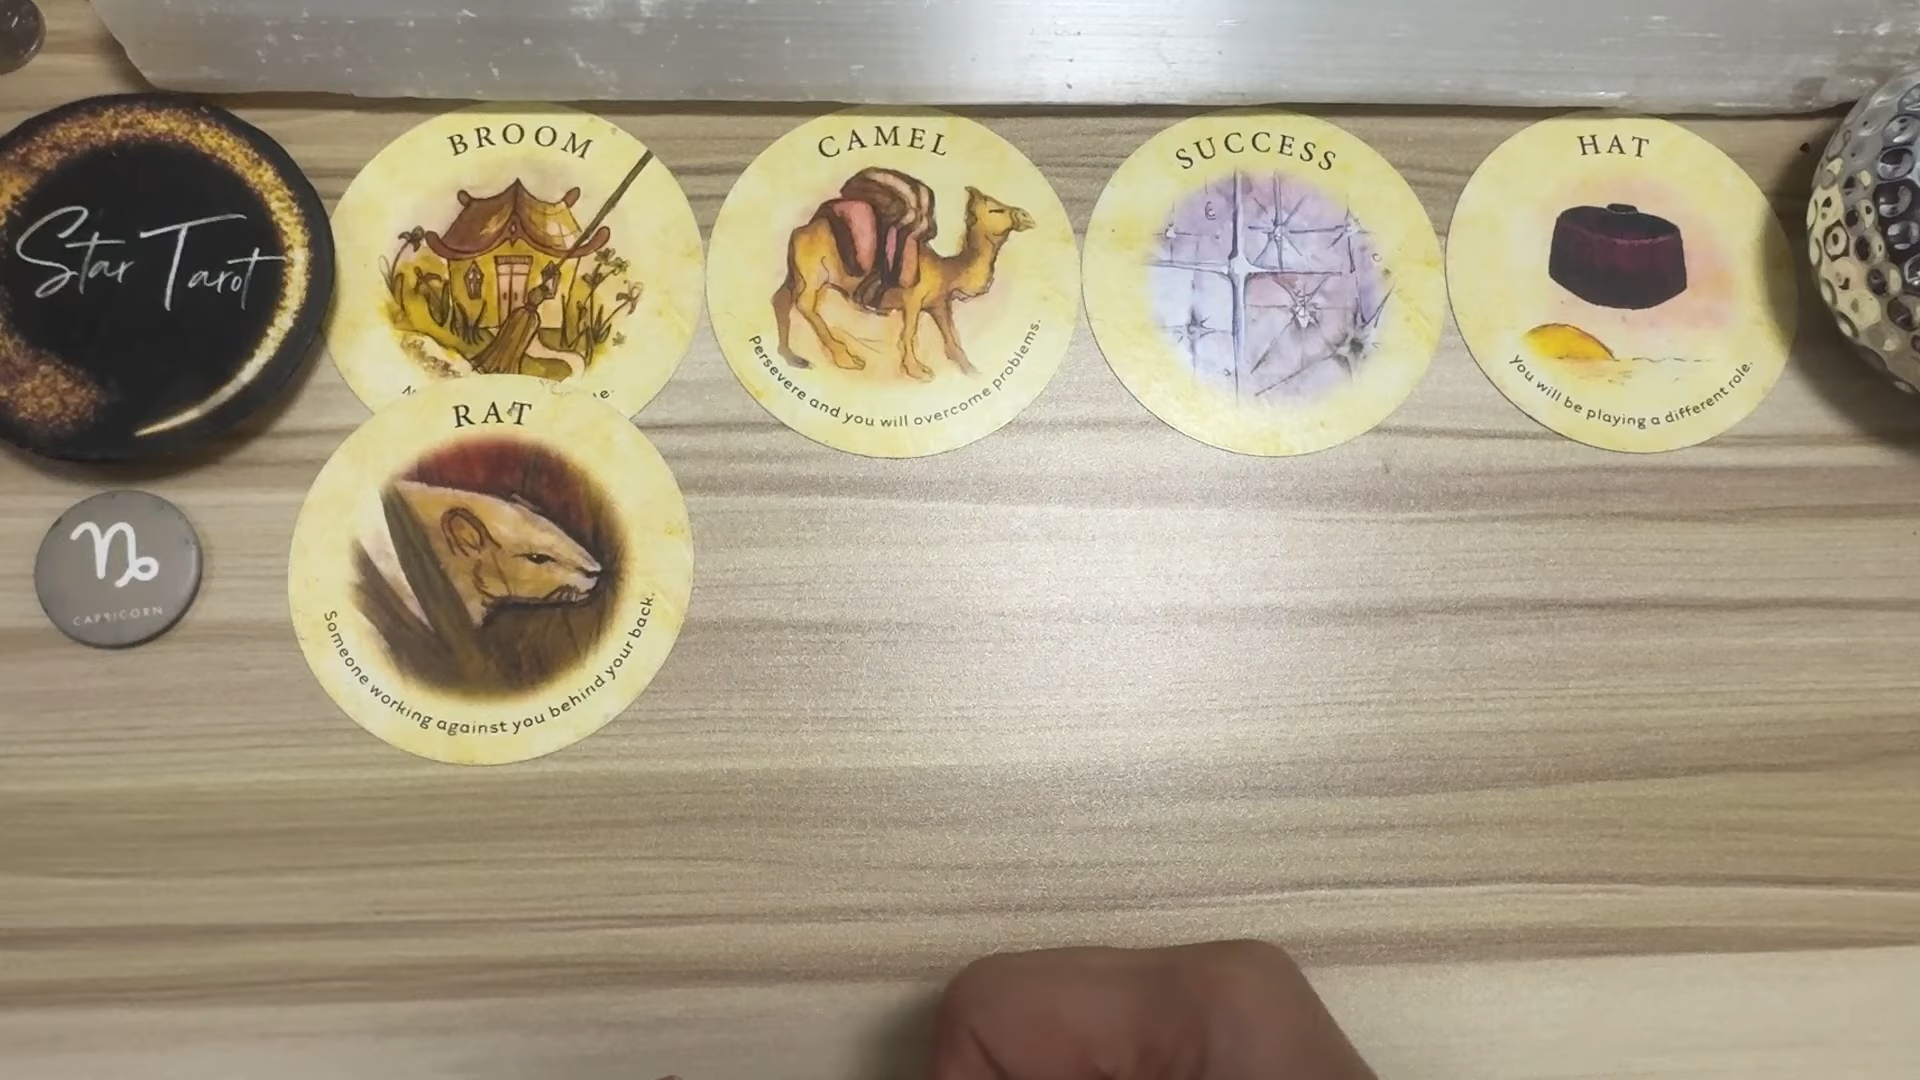 Star Tarot
BROOM
CAMEL
Persevere and you will overcome problems.
SUCCESS
HAT
You will be playing a different role.
CAPRICORN
RAT
Someone working against you behind your back.